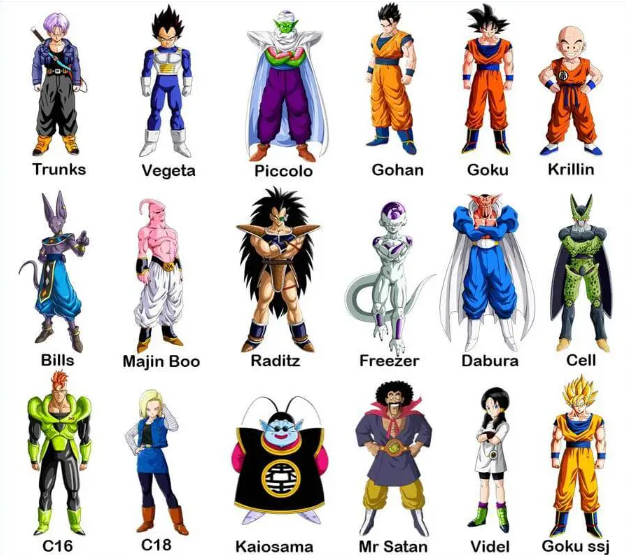 Trunks Vegeta Piccolo Gohan Goku Krillin
Bills Majin Boo Raditz Freezer Dabura Cell
C16 C18 Kaiosama Mr Satan Videl Goku ssj